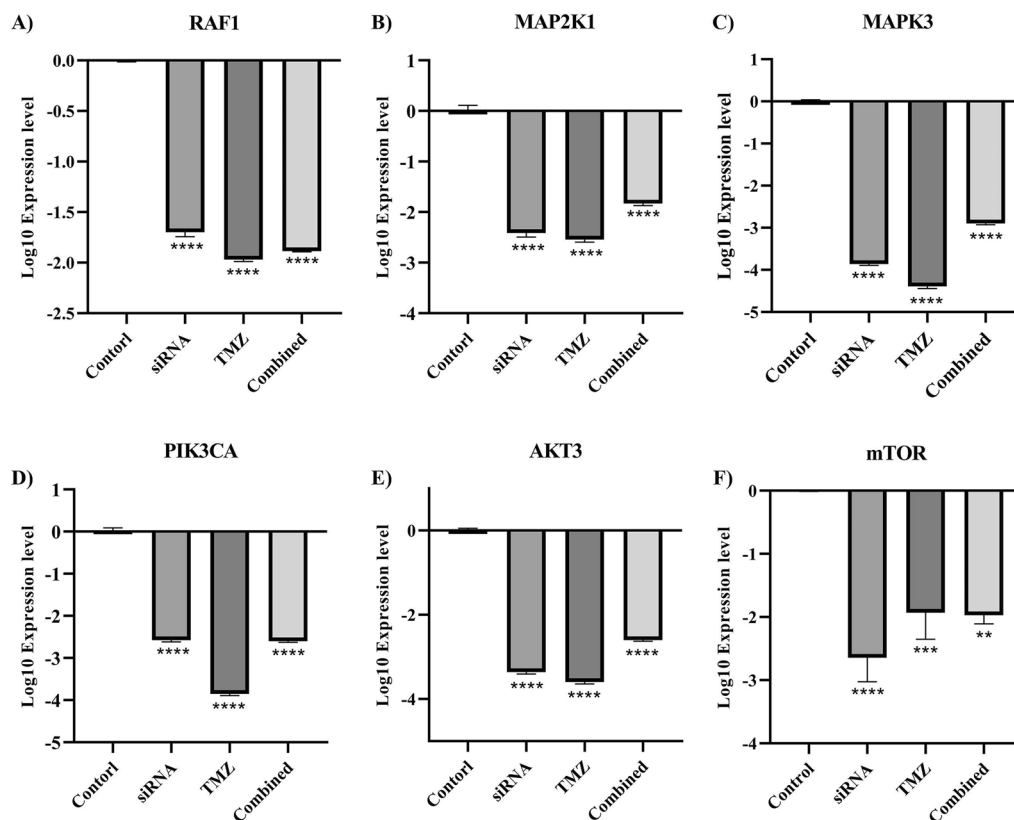 A)
RAF1
Log10 Expression level
0.0
-0.5
-1.0
-1.5
-2.0
-2.5
****
****
****
Contorl
siRNA
TMZ
Combined
B)
MAP2K1
Log10 Expression level
1
0
-1
-2
-3
-4
****
****
****
Contorl
siRNA
TMZ
Combined
C)
MAPK3
Log10 Expression level
1
0
-1
-2
-3
-4
-5
****
****
****
Contorl
siRNA
TMZ
Combined
D)
PIK3CA
Log10 Expression level
1
0
-1
-2
-3
-4
-5
****
****
****
Contorl
siRNA
TMZ
Combined
E)
AKT3
Log10 Expression level
0
-2
-4
****
****
****
Contorl
siRNA
TMZ
Combined
F)
mTOR
Log10 Expression level
0
-1
-2
-3
-4
****
***
**
Control
siRNA
TMZ
Combined